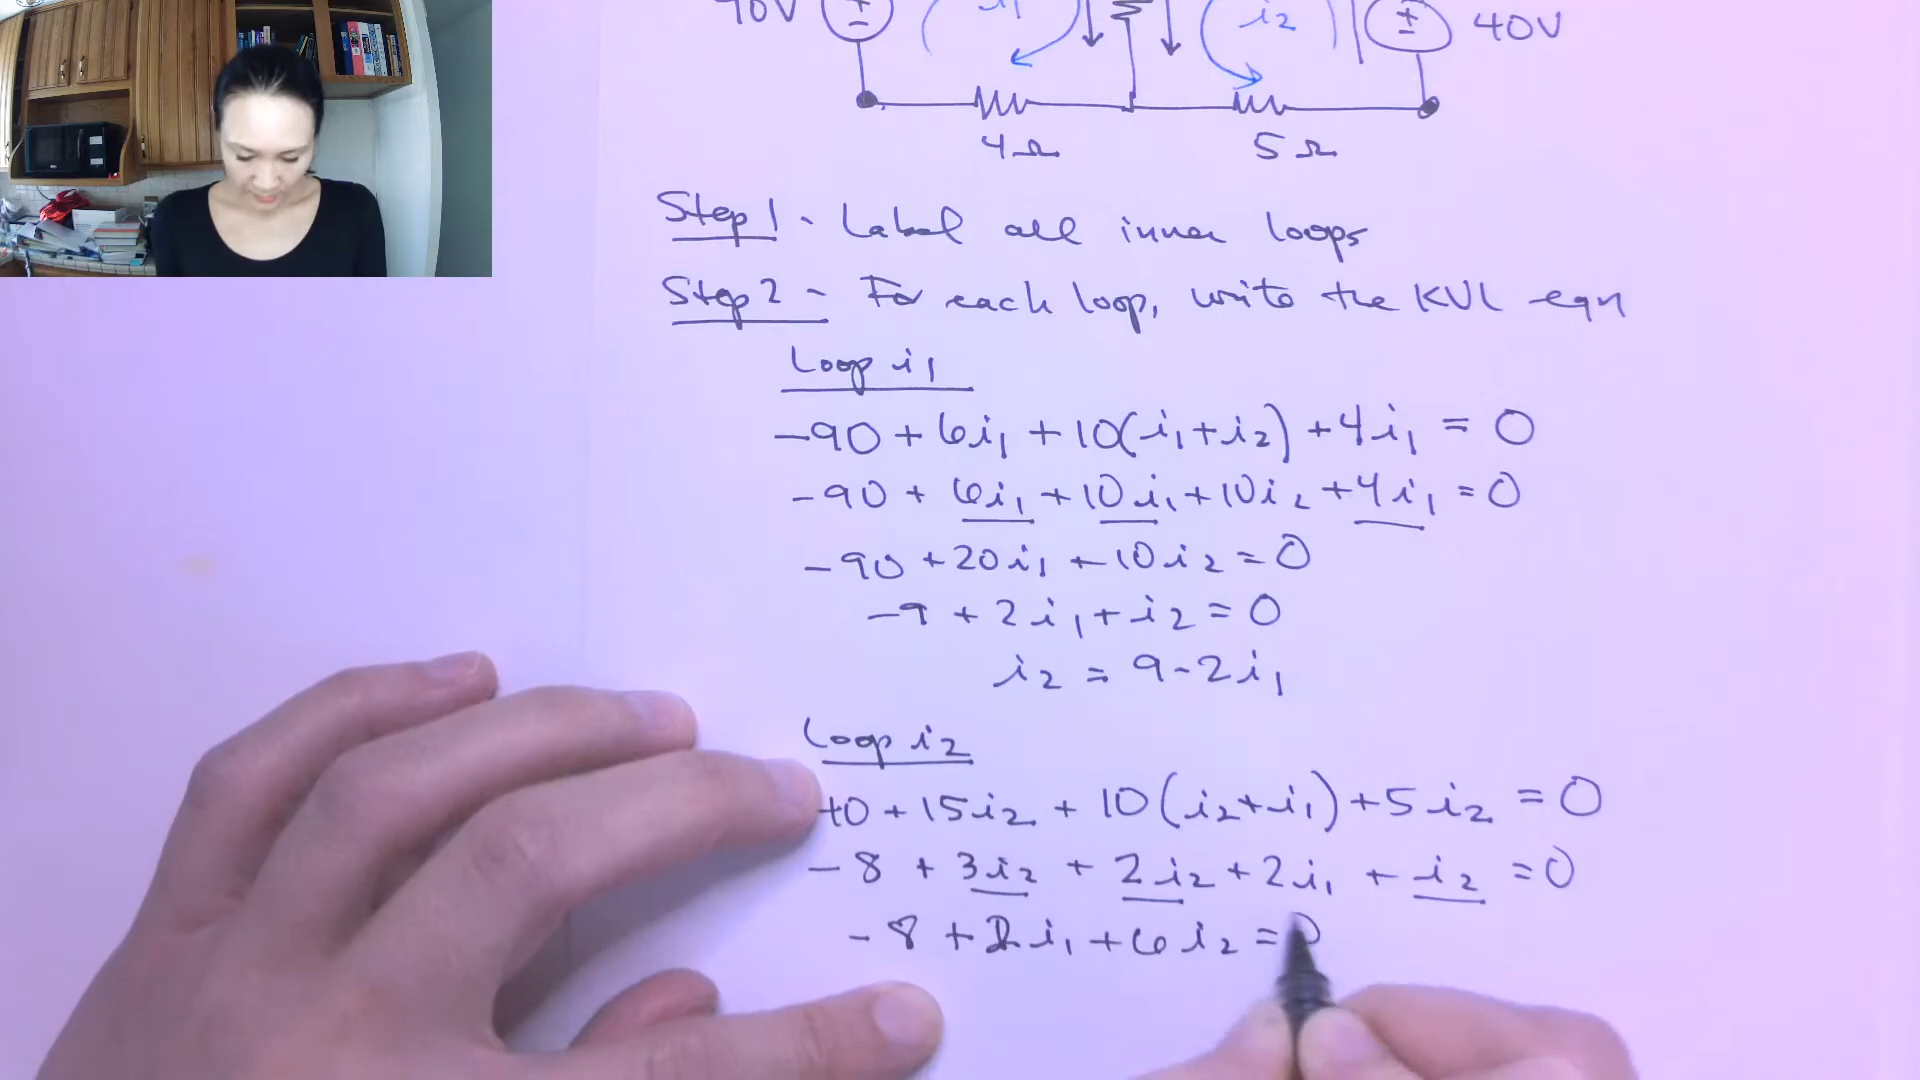 90V
i1
i2
40V
4Ω
5Ω
Step 1 - Label all inner loops
Step 2 - For each loop, write the KVL eqn
Loop i1
-90 + 6i1 + 10(i1+i2) + 4i1 = 0
-90 + 6i1 + 10i1 + 10i2 + 4i1 = 0
-90 + 20i1 + 10i2 = 0
-9 + 2i1 + i2 = 0
i2 = 9 - 2i1
Loop i2
40 + 15i2 + 10(i2+i1) + 5i2 = 0
-8 + 3i2 + 2i2 + 2i1 + i2 = 0
-8 + 2i1 + 6i2 = 0